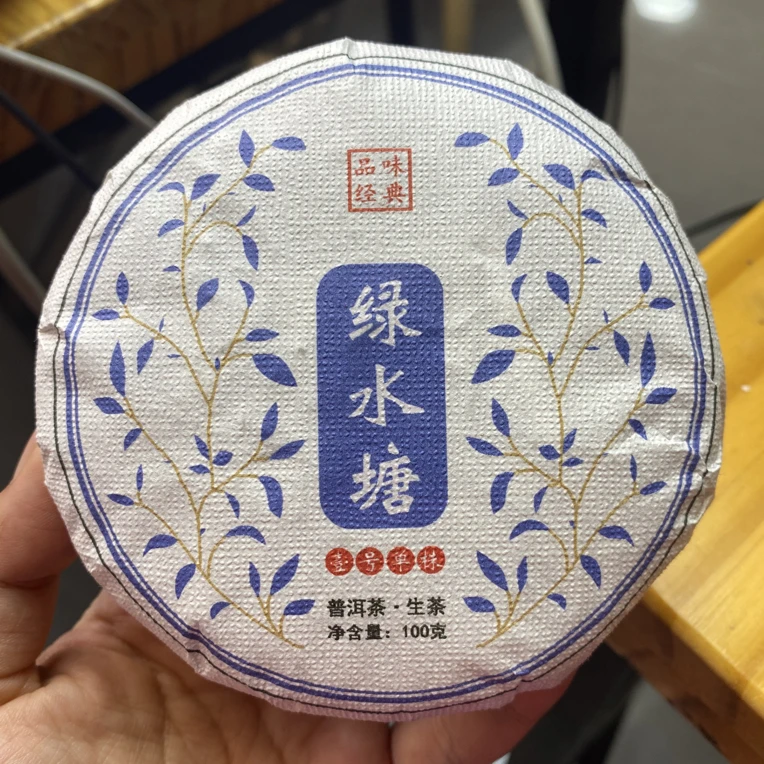 品味
经典
绿水塘
壹号单株
普洱茶·生茶
净含量：100克